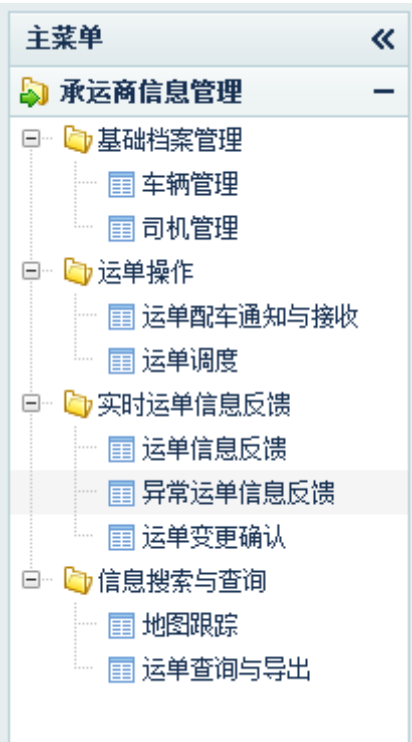 主菜单
承运商信息管理
基础档案管理
车辆管理
司机管理
运单操作
运单配车通知与接收
运单调度
实时运单信息反馈
运单信息反馈
异常运单信息反馈
运单变更确认
信息搜索与查询
地图跟踪
运单查询与导出